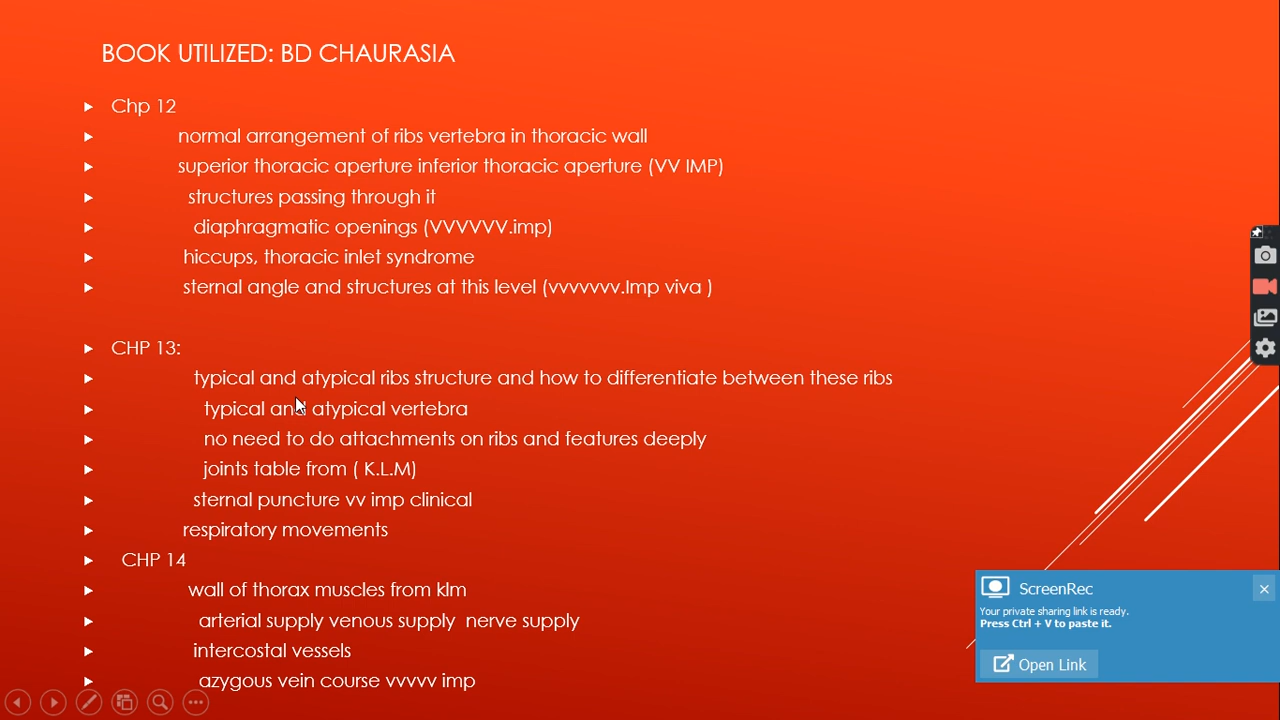 BOOK UTILIZED: BD CHAURASIA
Chp 12
normal arrangement of ribs vertebra in thoracic wall
superior thoracic aperture inferior thoracic aperture (VV IMP)
structures passing through it
diaphragmatic openings (VVVVVV.imp)
hiccups, thoracic inlet syndrome
sternal angle and structures at this level (vvvvvvv.Imp viva )
CHP 13:
typical and atypical ribs structure and how to differentiate between these ribs
typical and atypical vertebra
no need to do attachments on ribs and features deeply
joints table from ( K.L.M)
sternal puncture vv imp clinical
respiratory movements
CHP 14
wall of thorax muscles from klm
arterial supply venous supply nerve supply
intercostal vessels
azygous vein course vvvvv imp
ScreenRec
Your private sharing link is ready.
Press Ctrl + V to paste it.
Open Link